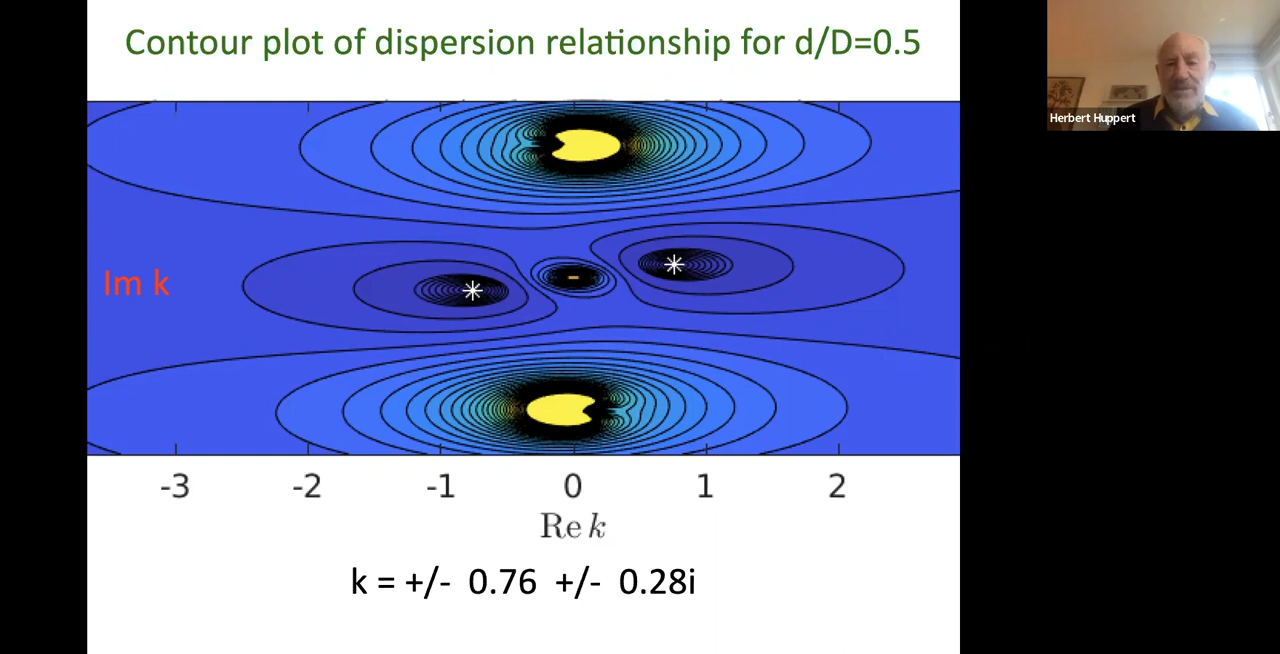 Contour plot of dispersion relationship for d/D=0.5
Herbert Huppert
Im k
-3 -2 -1 0 1 2
Re k
k = +/- 0.76 +/- 0.28i